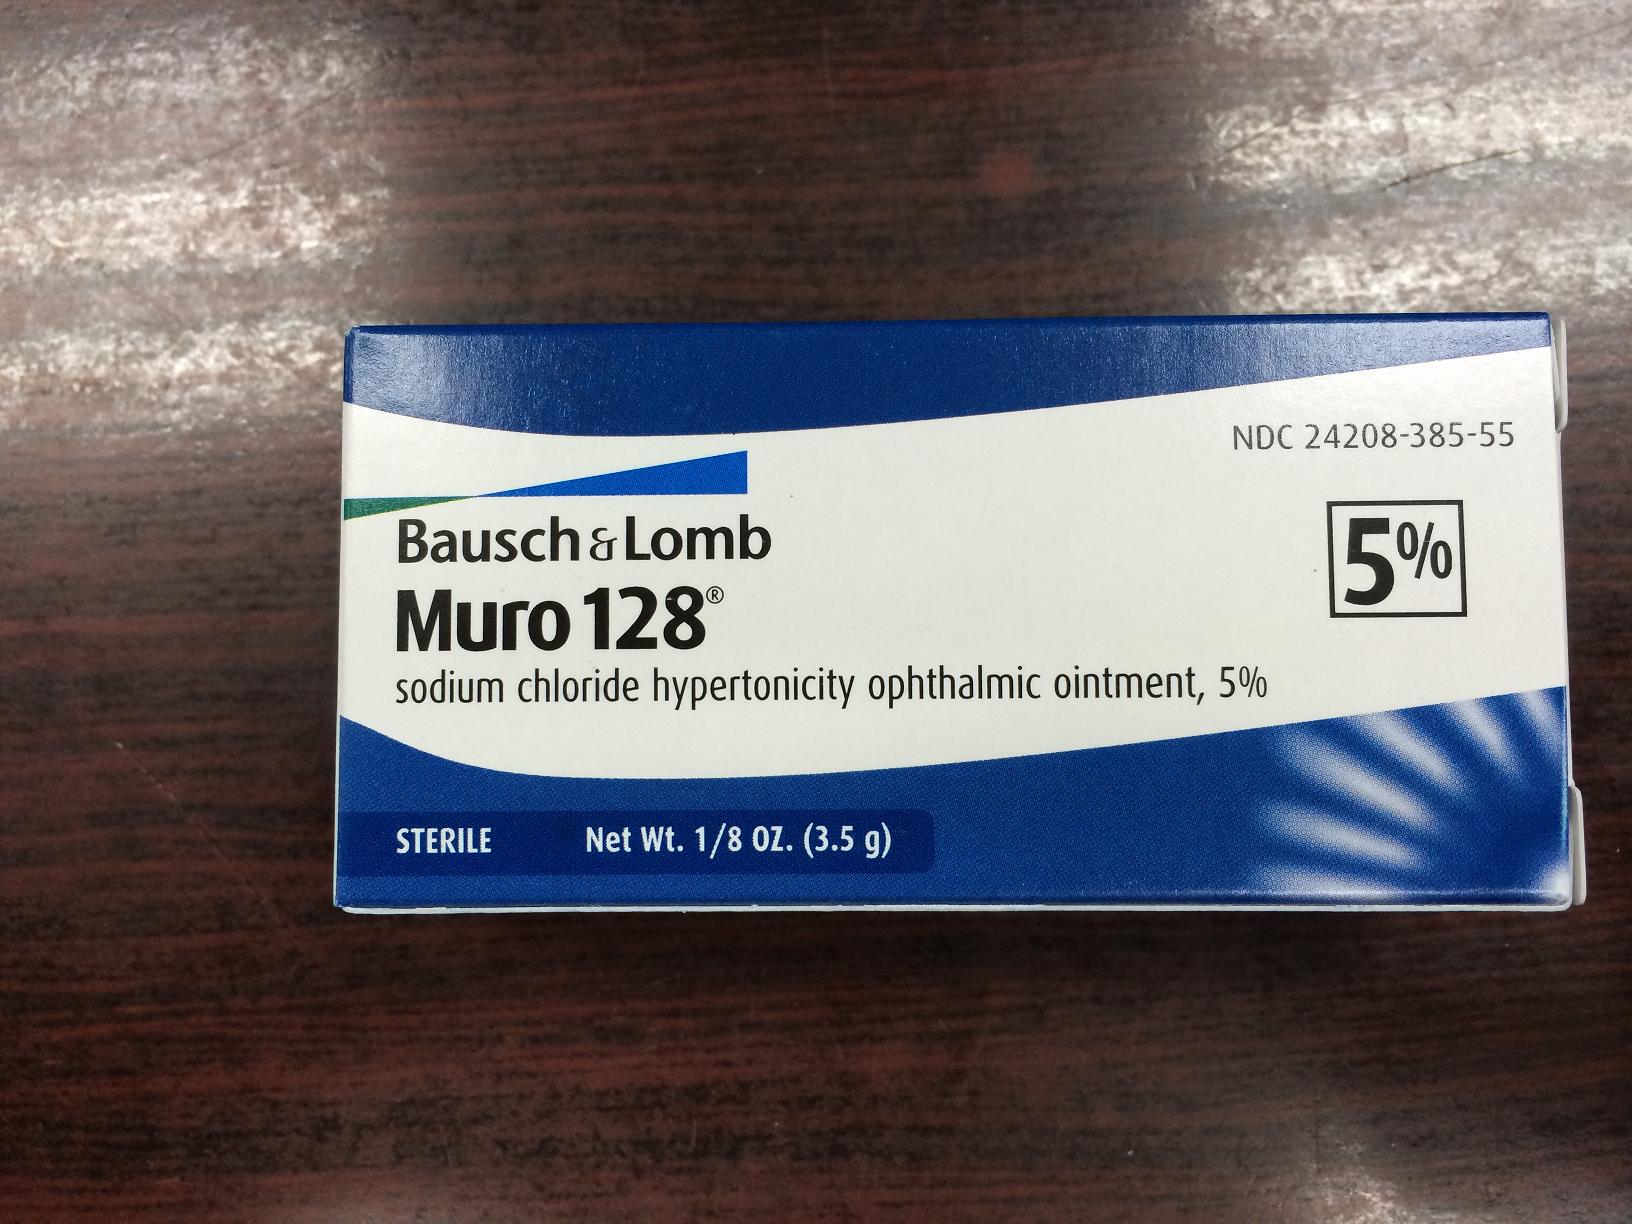 NDC 24208-385-55
5%
Bausch & Lomb
Muro 128®
sodium chloride hypertonicity ophthalmic ointment, 5%
STERILE Net Wt. 1/8 OZ. (3.5 g)